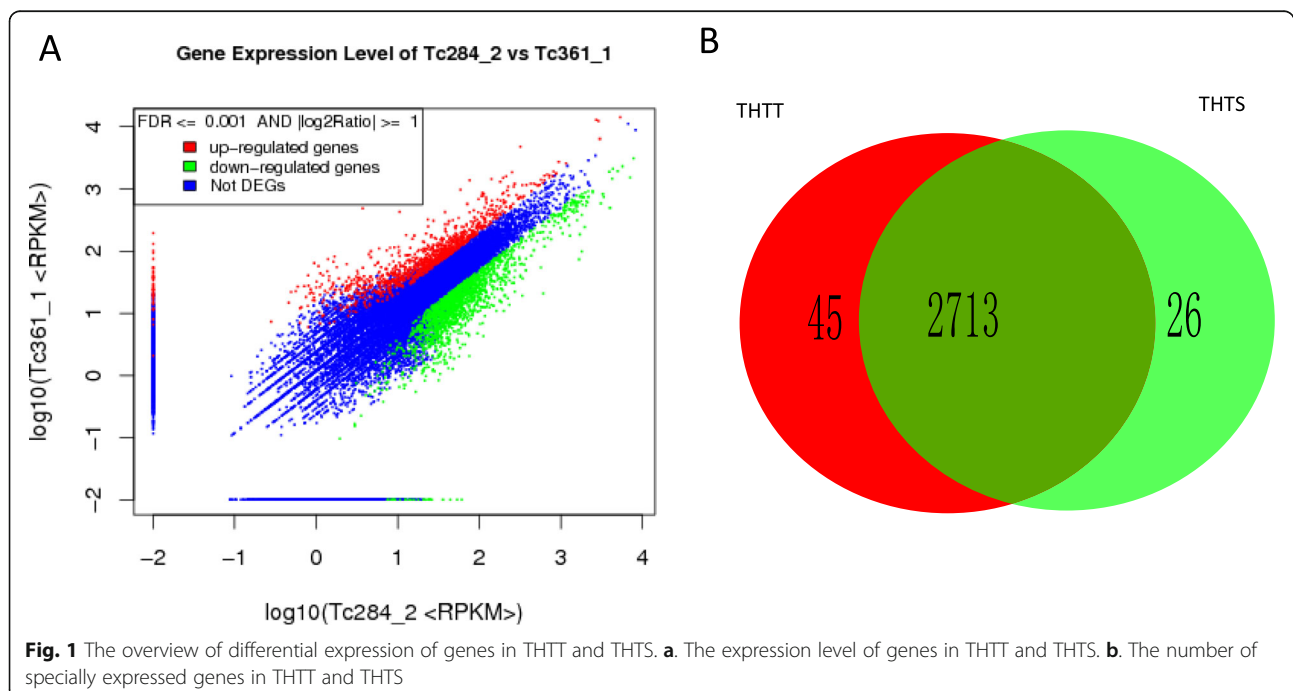 A
Gene Expression Level of Tc284_2 vs Tc361_1
FDR <= 0.001 AND |log2Ratio| >= 1
up-regulated genes
down-regulated genes
Not DEGs
log10(Tc361_1 <RPKM>)
4
3
2
1
0
−1
−2
−2 −1 0 1 2 3 4
log10(Tc284_2 <RPKM>)
B
THTT
THTS
45
2713
26
Fig. 1 The overview of differential expression of genes in THTT and THTS. a. The expression level of genes in THTT and THTS. b. The number of
specially expressed genes in THTT and THTS